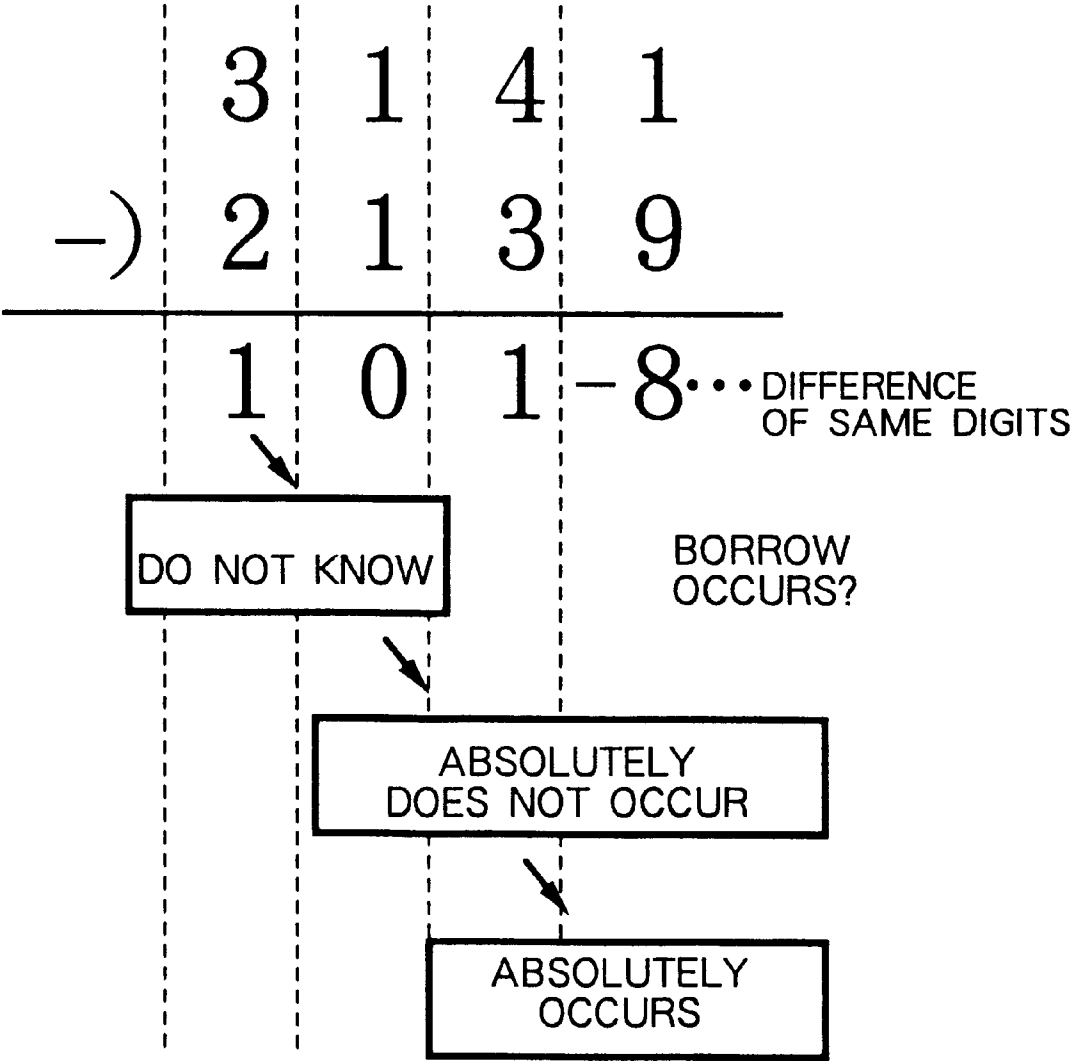 3 1 4 1
−) 2 1 3 9
1 0 1 −8 ••• DIFFERENCE
OF SAME DIGITS
DO NOT KNOW
BORROW
OCCURS?
ABSOLUTELY
DOES NOT OCCUR
ABSOLUTELY
OCCURS